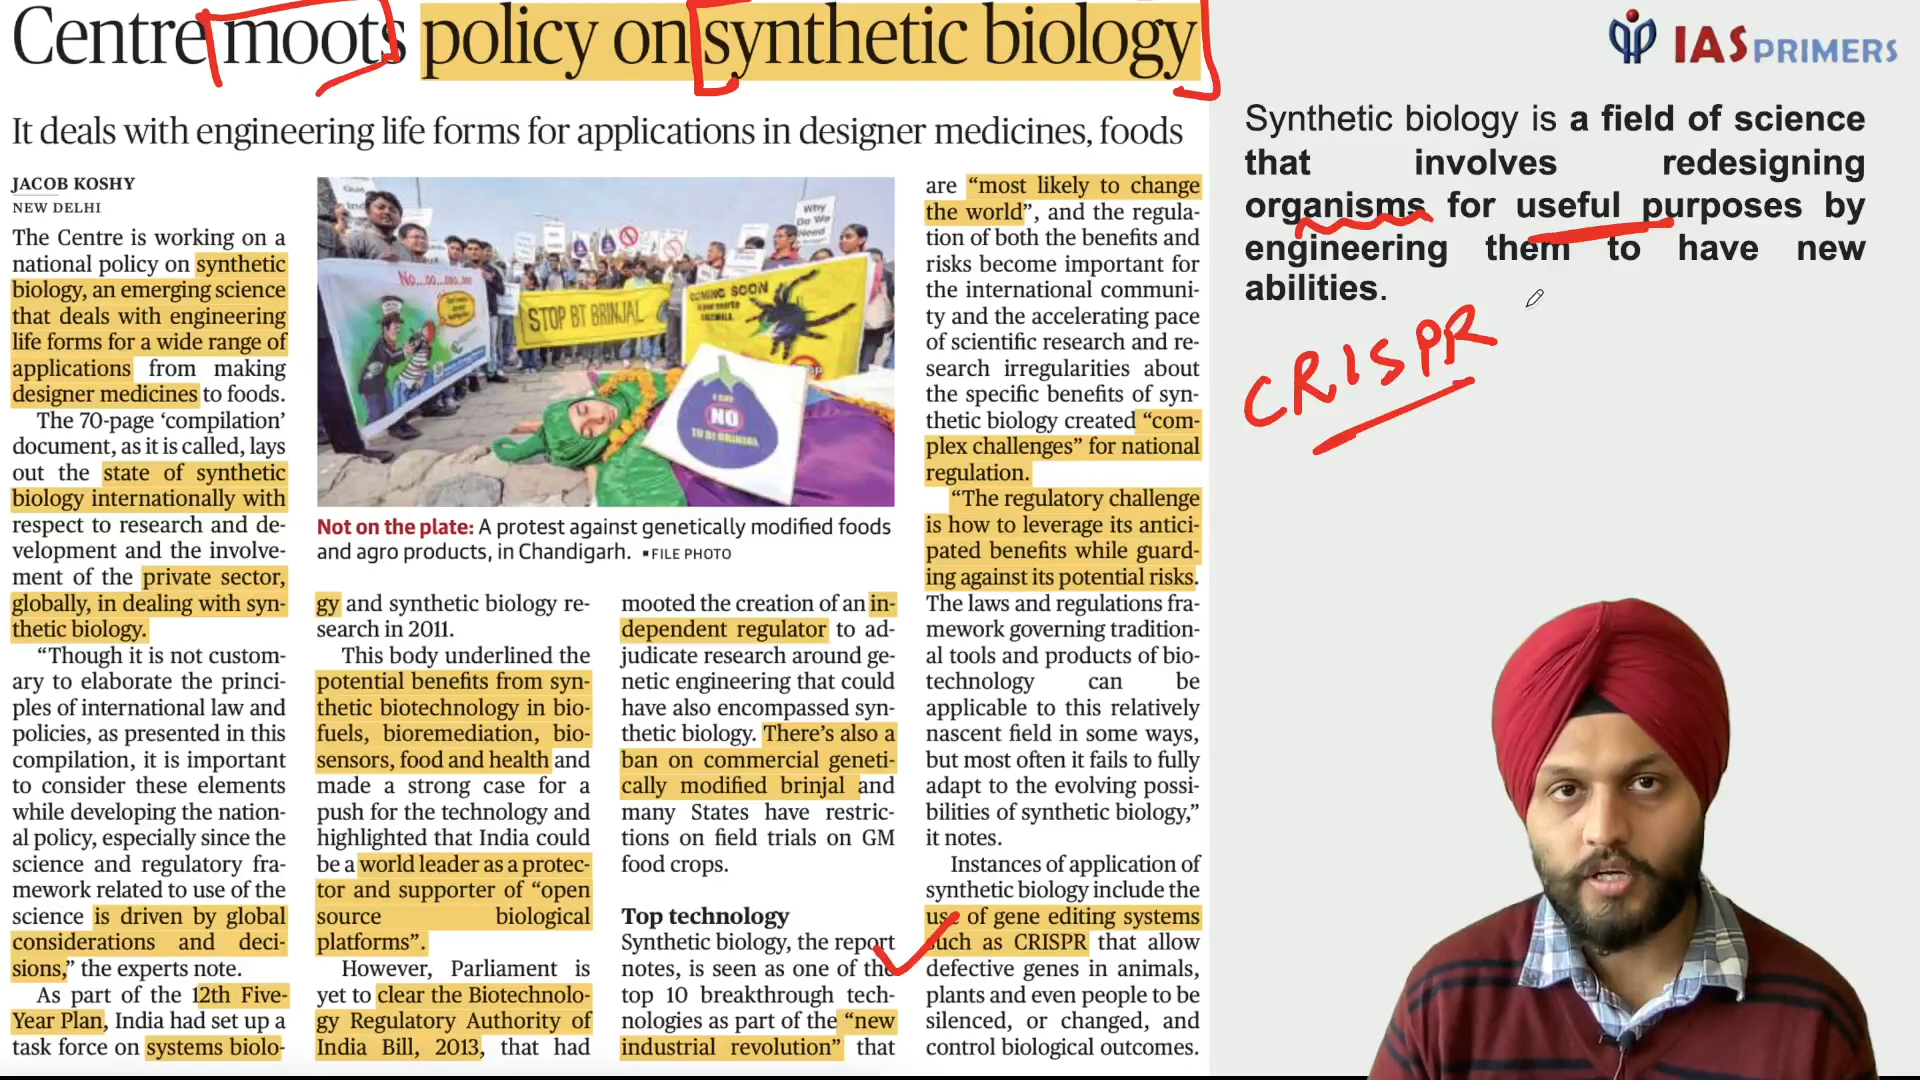 Centre moots policy on synthetic biology
It deals with engineering life forms for applications in designer medicines, foods
JACOB KOSHY
NEW DELHI
The Centre is working on a
national policy on synthetic
biology, an emerging science
that deals with engineering
life forms for a wide range of
applications from making
designer medicines to foods.
The 70-page ‘compilation’
document, as it is called, lays
out the state of synthetic
biology internationally with
respect to research and de-
velopment and the involve-
ment of the private sector,
globally, in dealing with syn-
thetic biology.
“Though it is not custom-
ary to elaborate the princi-
ples of international law and
policies, as presented in this
compilation, it is important
to consider these elements
while developing the nation-
al policy, especially since the
science and regulatory fra-
mework related to use of the
science is driven by global
considerations and deci-
sions,” the experts note.
As part of the 12th Five-
Year Plan, India had set up a
task force on systems biolo-
No...no...no..no
STOP BT BRINJAL
COMING SOON
Why
Do We
Need
NO
TO BT BRINJAL
Not on the plate: A protest against genetically modified foods
and agro products, in Chandigarh. ▪FILE PHOTO
gy and synthetic biology re-
search in 2011.
This body underlined the
potential benefits from syn-
thetic biotechnology in bio-
fuels, bioremediation, bio-
sensors, food and health and
made a strong case for a
push for the technology and
highlighted that India could
be a world leader as a protec-
tor and supporter of “open
source biological
platforms”.
However, Parliament is
yet to clear the Biotechnolo-
gy Regulatory Authority of
India Bill, 2013, that had
mooted the creation of an in-
dependent regulator to ad-
judicate research around ge-
netic engineering that could
have also encompassed syn-
thetic biology. There’s also a
ban on commercial geneti-
cally modified brinjal and
many States have restric-
tions on field trials on GM
food crops.
Top technology
Synthetic biology, the report
notes, is seen as one of the
top 10 breakthrough tech-
nologies as part of the “new
industrial revolution” that
are “most likely to change
the world”, and the regula-
tion of both the benefits and
risks become important for
the international communi-
ty and the accelerating pace
of scientific research and re-
search irregularities about
the specific benefits of syn-
thetic biology created “com-
plex challenges” for national
regulation.
“The regulatory challenge
is how to leverage its antici-
pated benefits while guard-
ing against its potential risks.
The laws and regulations fra-
mework governing tradition-
al tools and products of bio-
technology can be
applicable to this relatively
nascent field in some ways,
but most often it fails to fully
adapt to the evolving possi-
bilities of synthetic biology,”
it notes.
Instances of application of
synthetic biology include the
use of gene editing systems
such as CRISPR that allow
defective genes in animals,
plants and even people to be
silenced, or changed, and
control biological outcomes.
IAS PRIMERS
Synthetic biology is a field of science
that involves redesigning
organisms for useful purposes by
engineering them to have new
abilities.
CRISPR